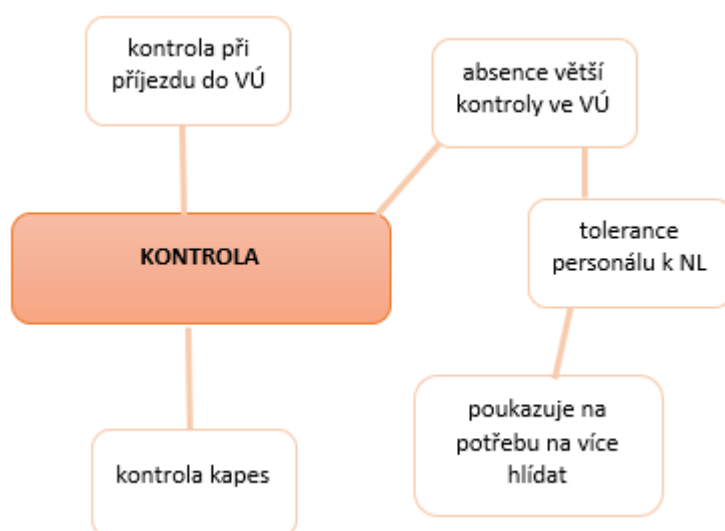 kontrola při
příjezdu do VÚ
absence větší
kontroly ve VÚ
KONTROLA
tolerance
personálu k NL
poukazuje na
potřebu na více
hlídat
kontrola kapes